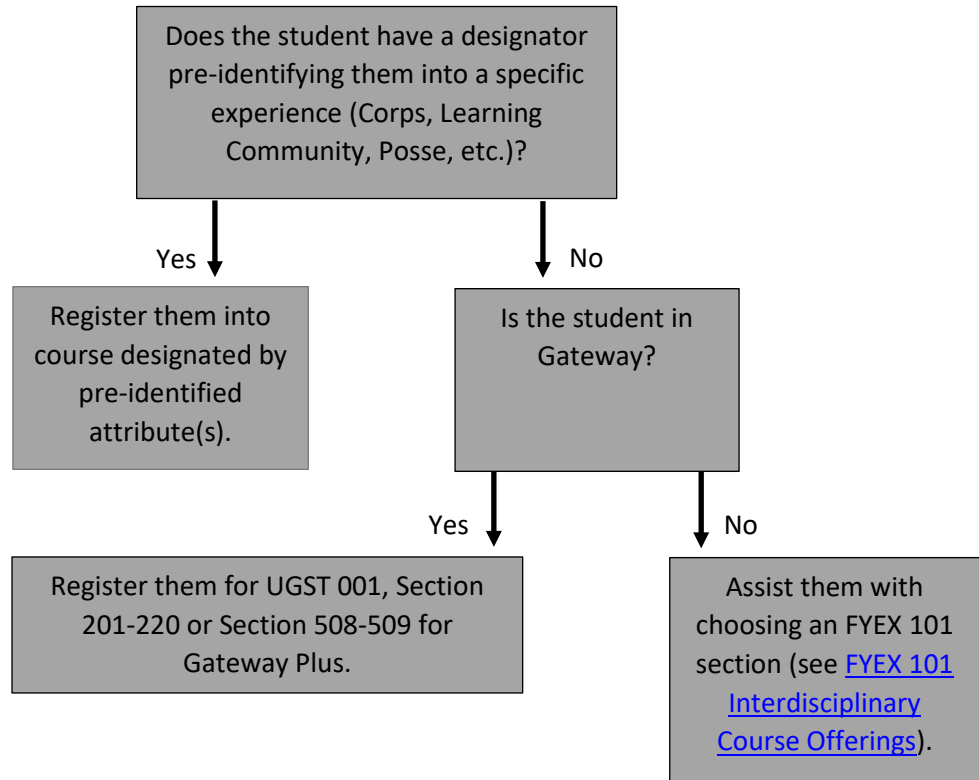 Does the student have a designator
pre-identifying them into a specific
experience (Corps, Learning
Community, Posse, etc.)?
Yes
No
Register them into
course designated by
pre-identified
attribute(s).
Is the student in
Gateway?
Yes
No
Register them for UGST 001, Section
201-220 or Section 508-509 for
Gateway Plus.
Assist them with
choosing an FYEX 101
section (see FYEX 101
Interdisciplinary
Course Offerings).